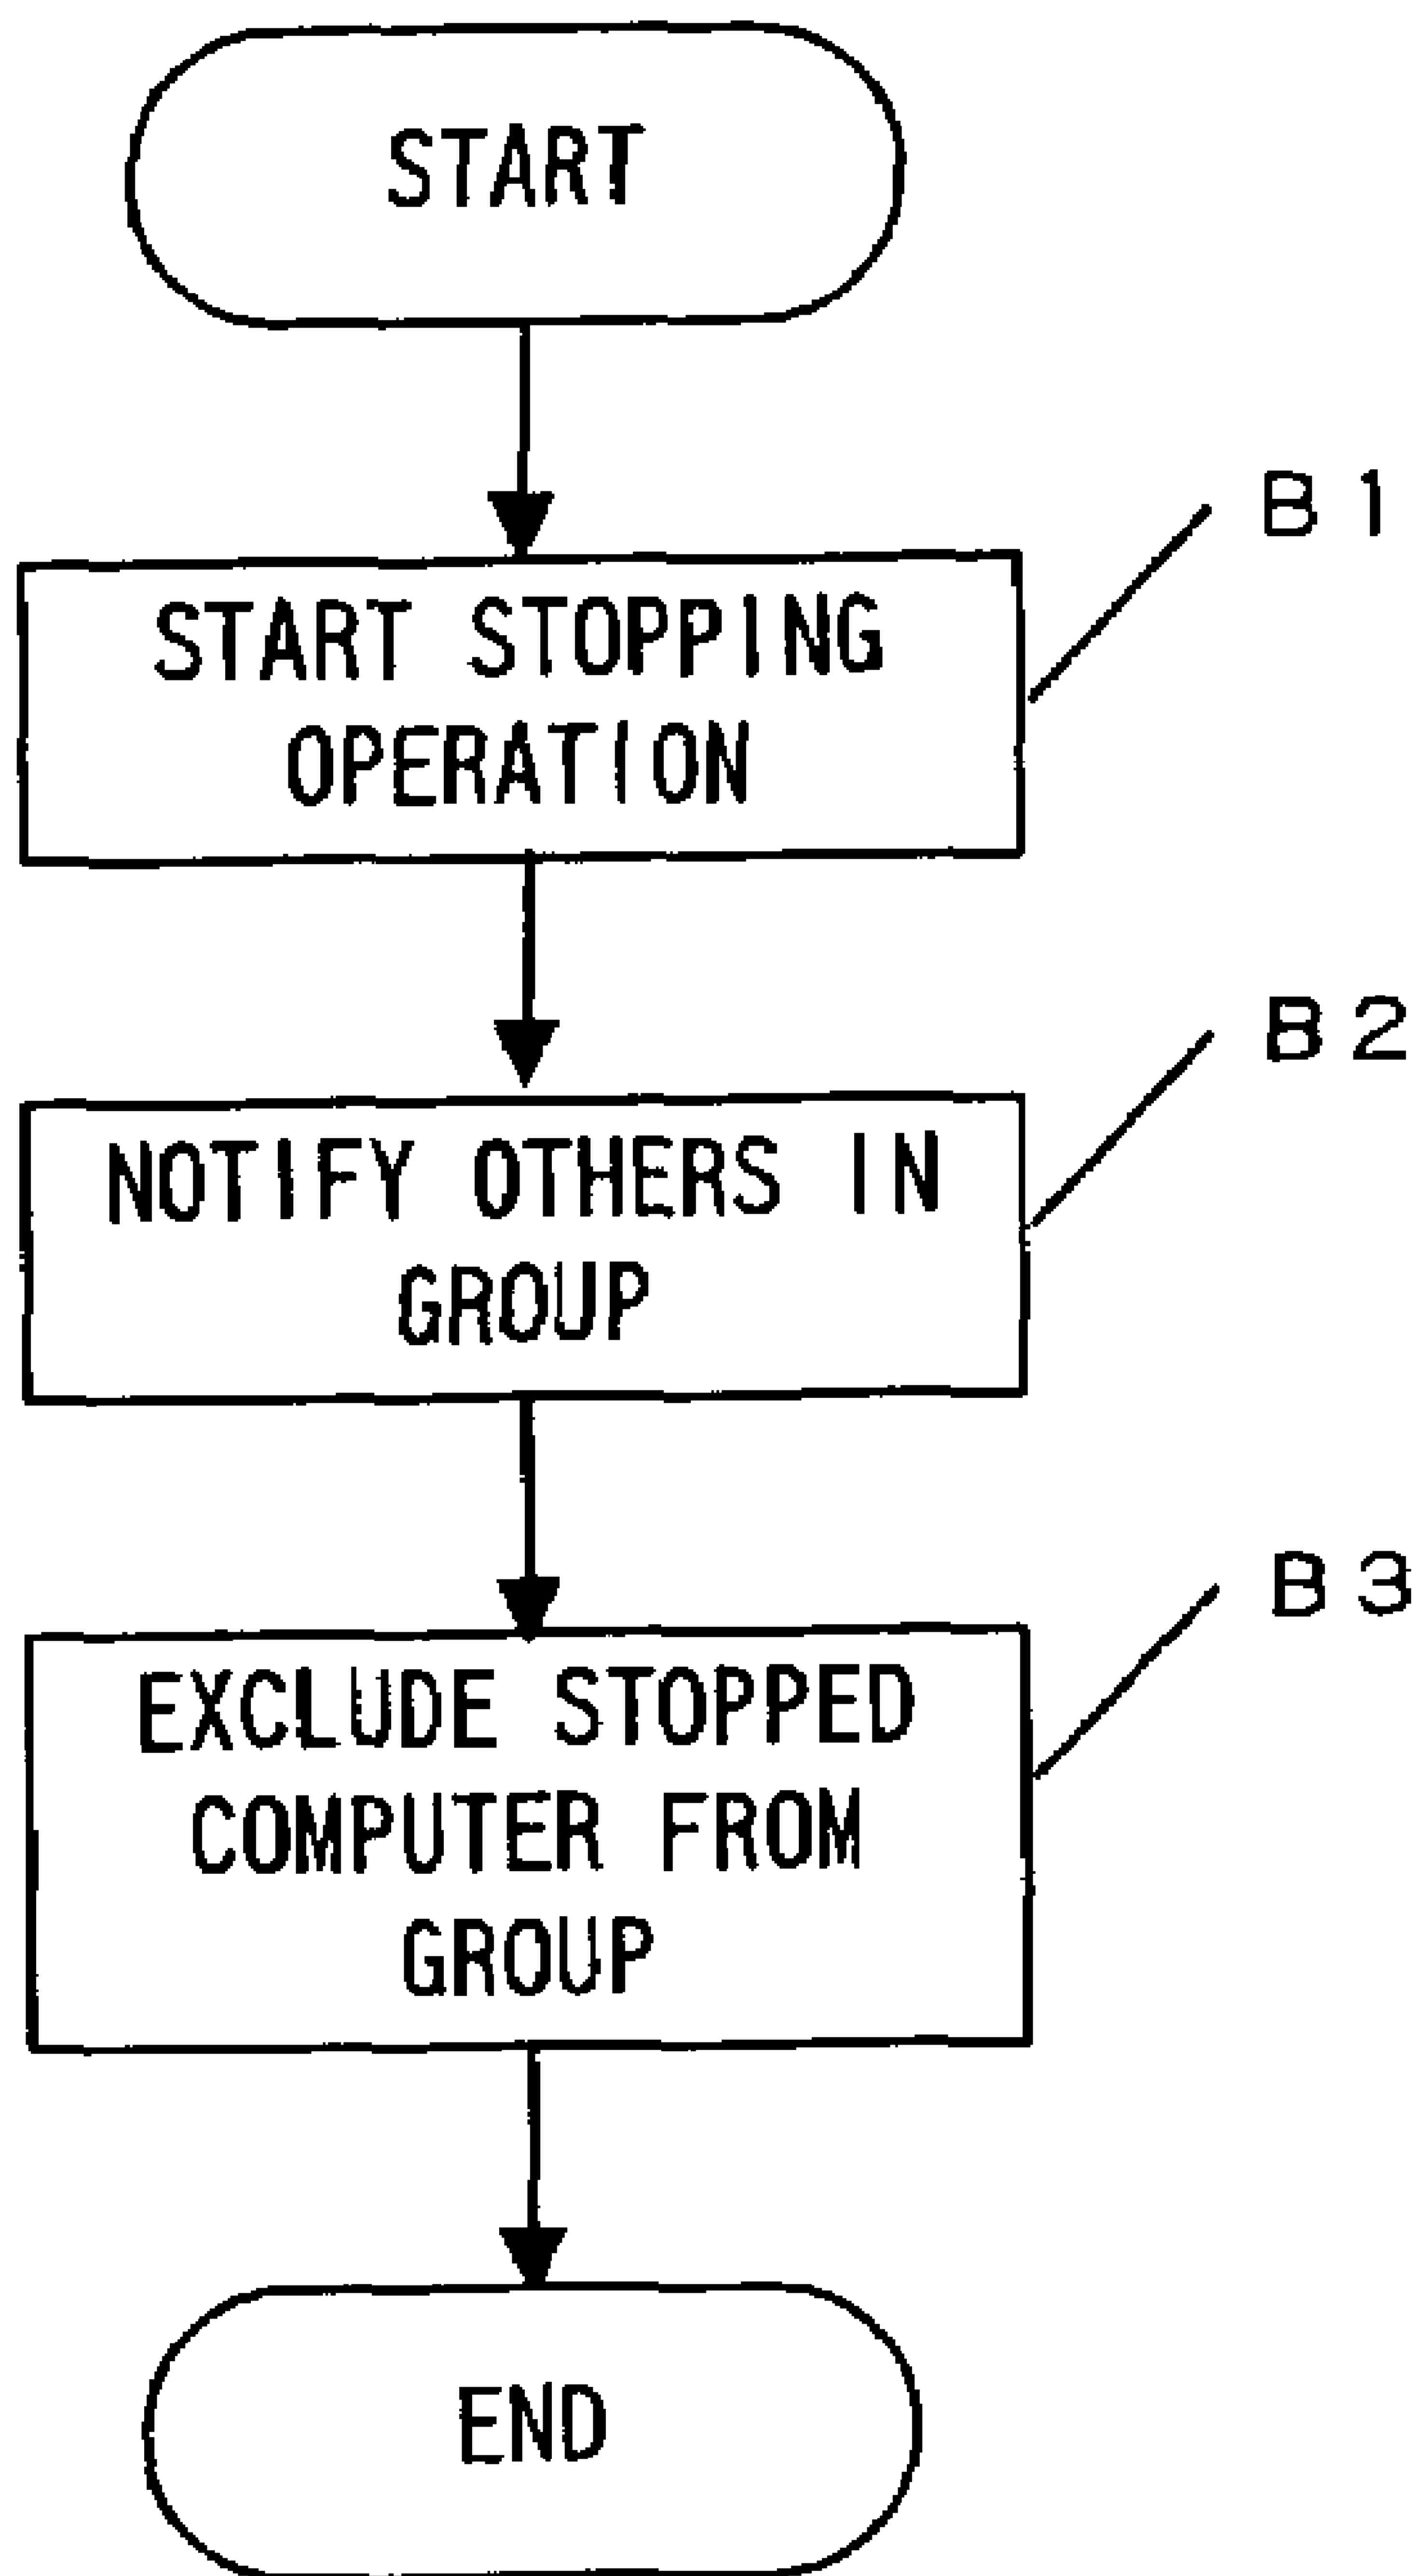 START
B1
START STOPPING
OPERATION
B2
NOTIFY OTHERS IN
GROUP
B3
EXCLUDE STOPPED
COMPUTER FROM
GROUP
END